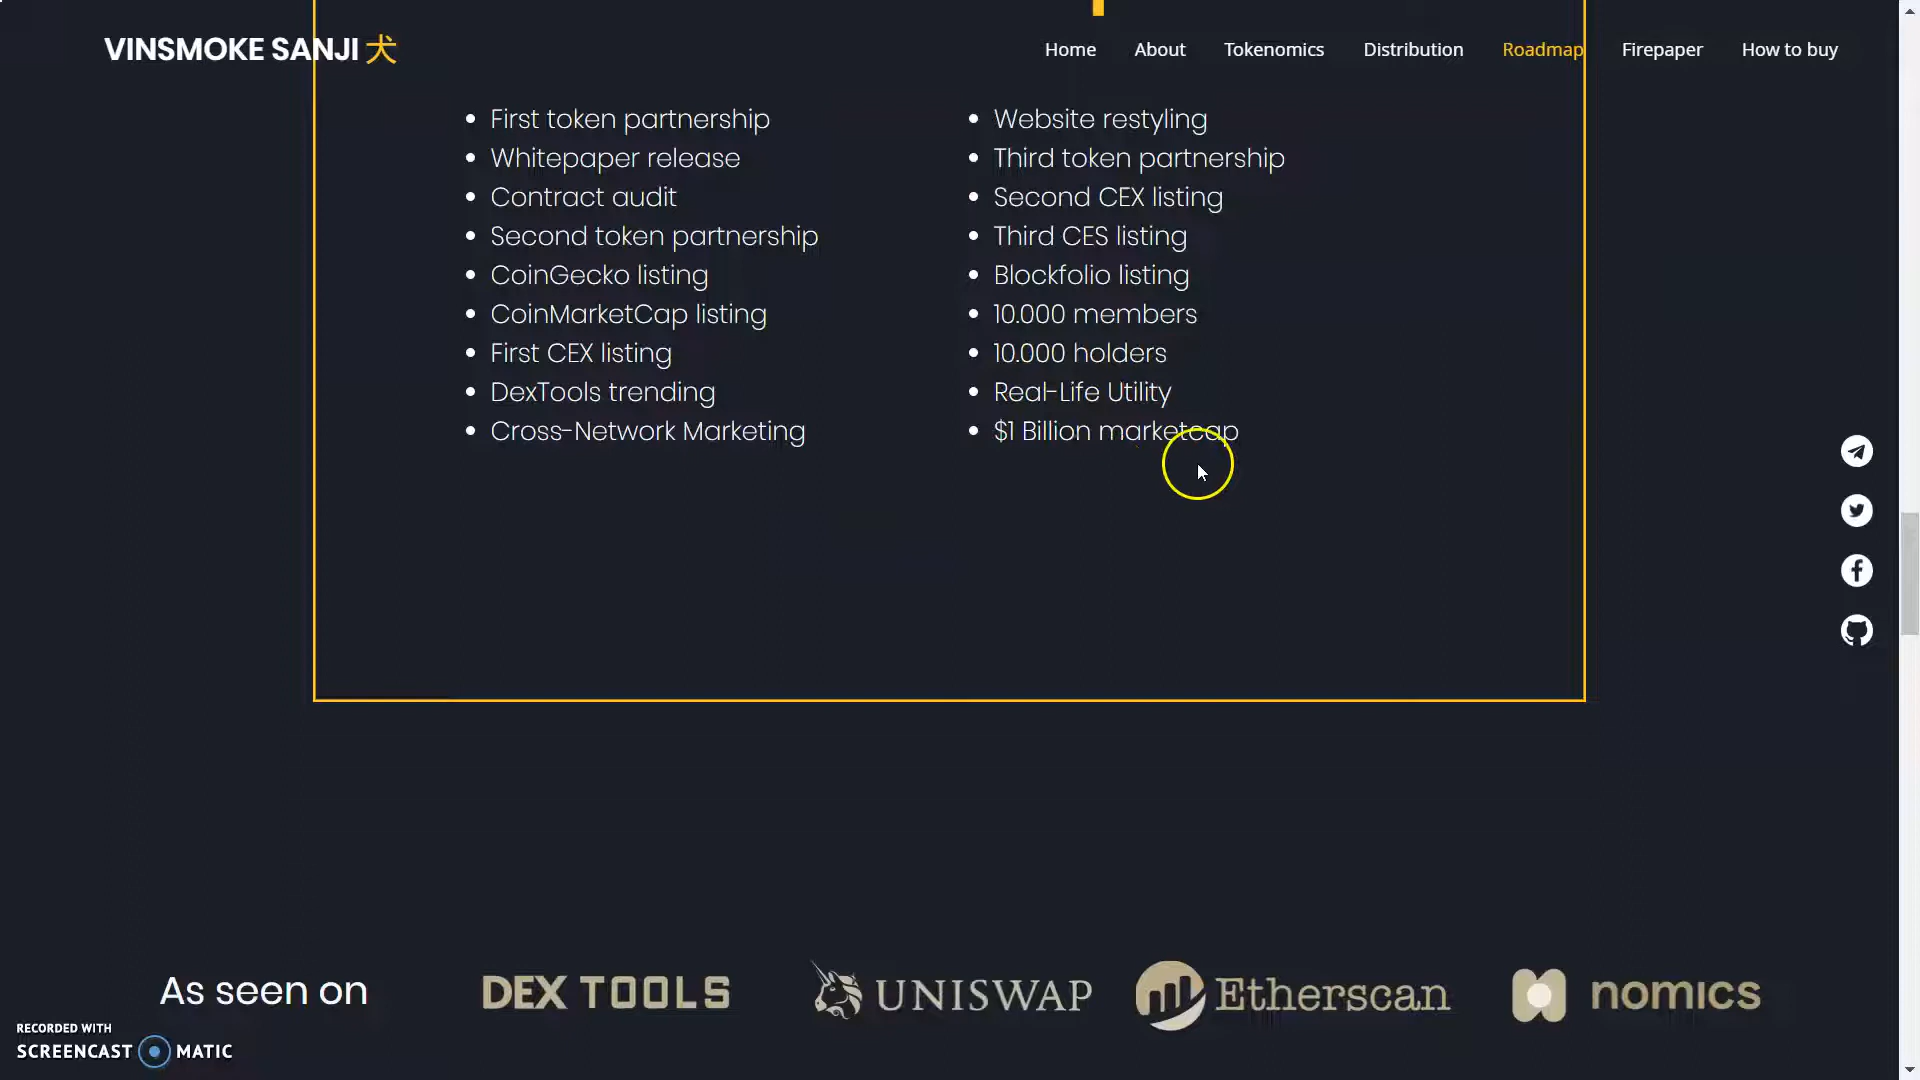 VINSMOKE SANJI 犬
Home About Tokenomics Distribution Roadmap Firepaper How to buy
First token partnership
Whitepaper release
Contract audit
Second token partnership
CoinGecko listing
CoinMarketCap listing
First CEX listing
DexTools trending
Cross-Network Marketing
Website restyling
Third token partnership
Second CEX listing
Third CES listing
Blockfolio listing
10.000 members
10.000 holders
Real-Life Utility
$1 Billion marketcap
As seen on DEX TOOLS UNISWAP Etherscan nomics
RECORDED WITH
SCREENCAST MATIC